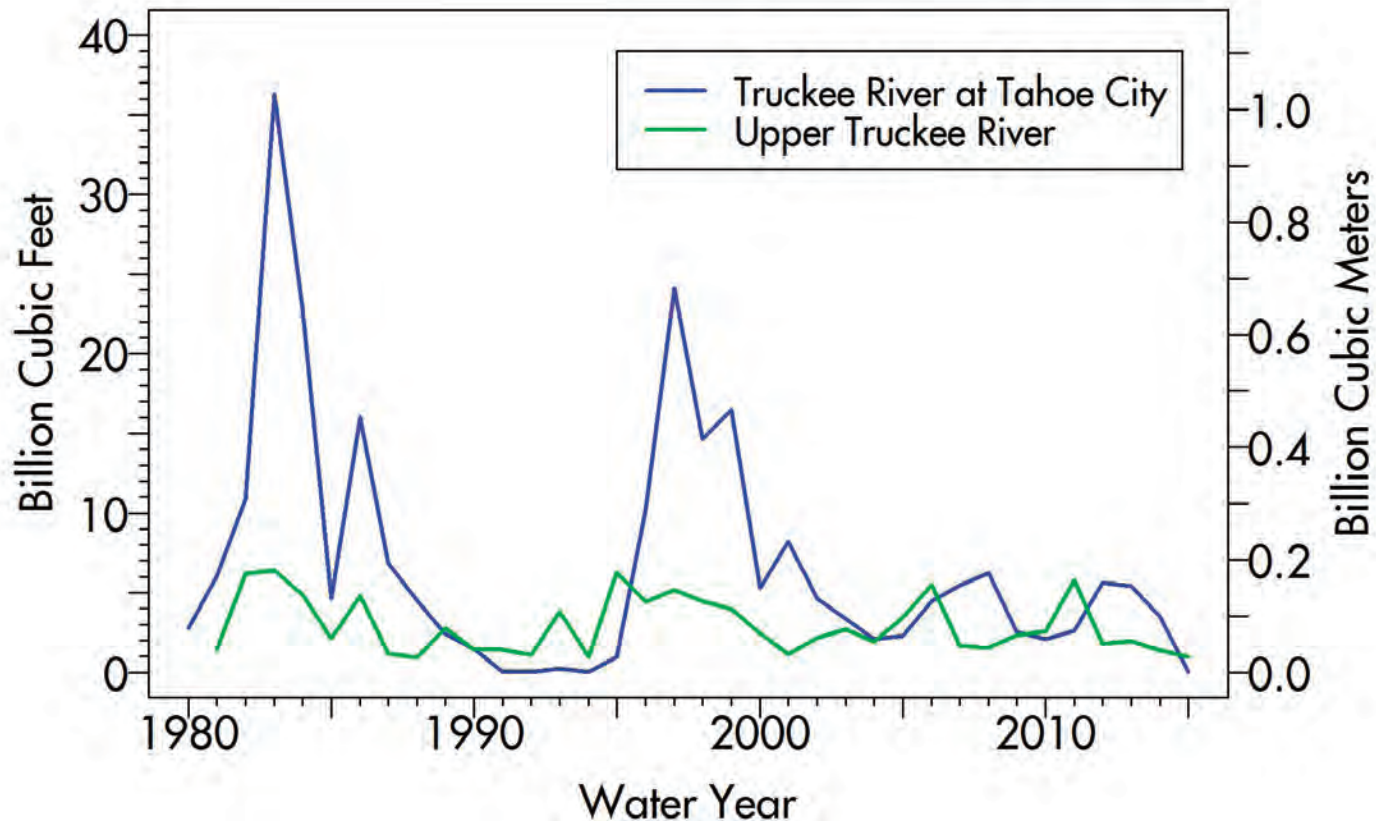 40
30
20
10
0
Billion Cubic Feet
Truckee River at Tahoe City
Upper Truckee River
1.0
0.8
0.6
0.4
0.2
0.0
Billion Cubic Meters
1980 1990 2000 2010
Water Year